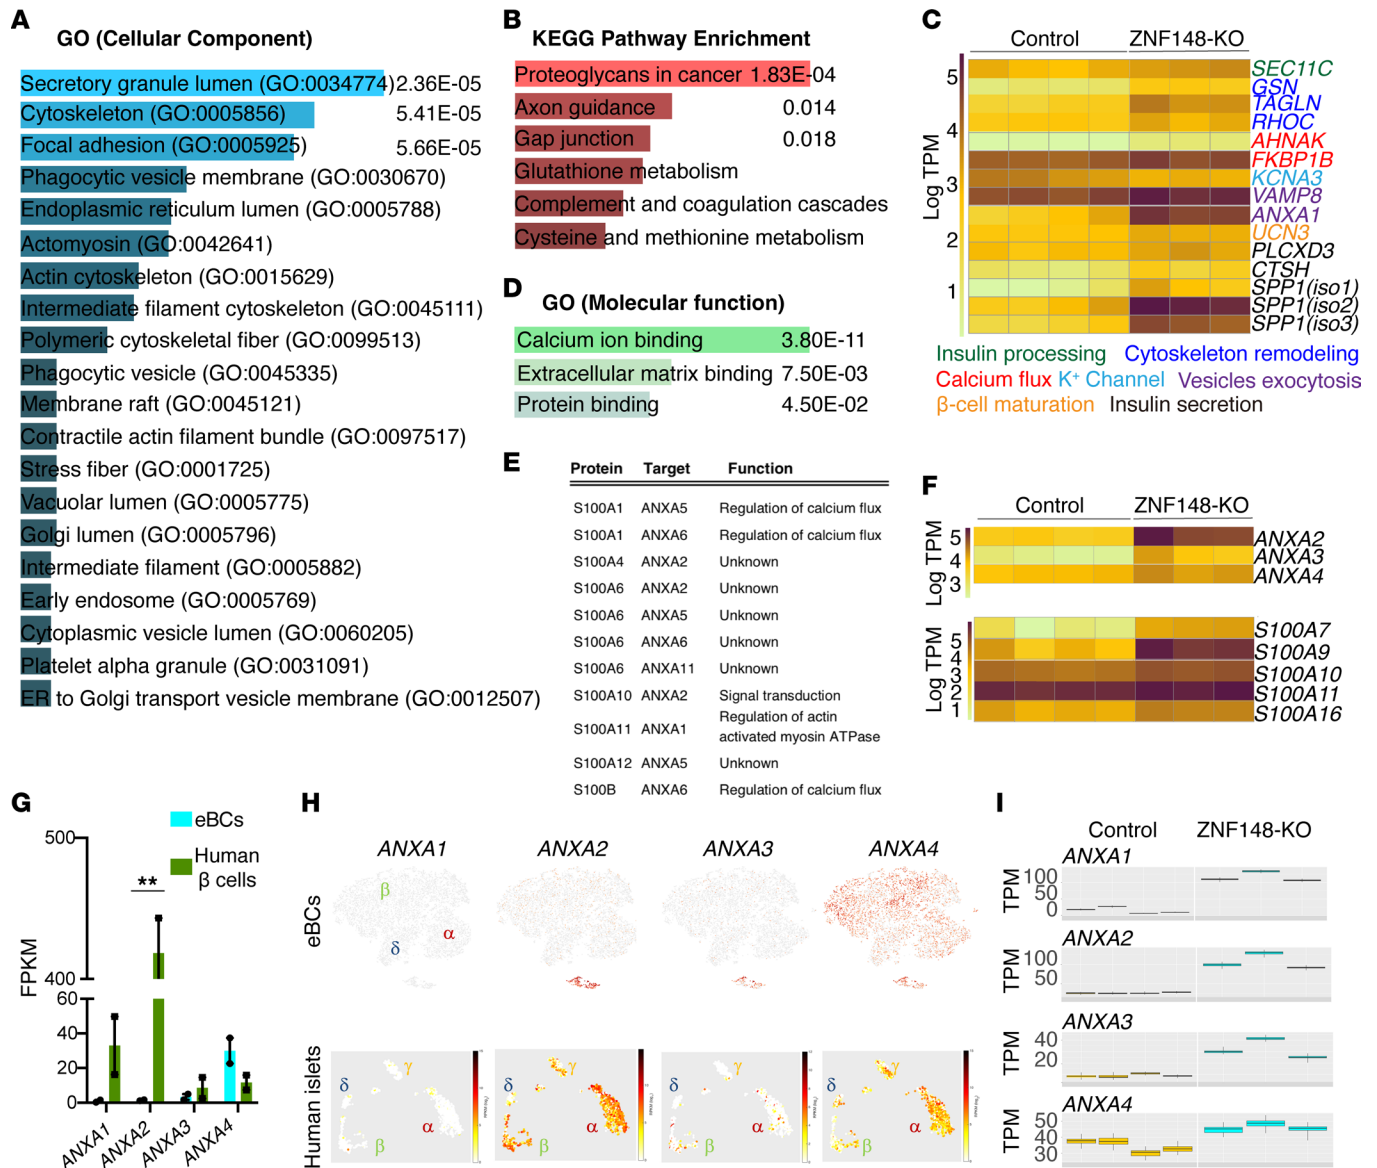 A
GO (Cellular Component)
Secretory granule lumen (GO:0034774) 2.36E-05
Cytoskeleton (GO:0005856) 5.41E-05
Focal adhesion (GO:0005925) 5.66E-05
Phagocytic vesicle membrane (GO:0030670)
Endoplasmic reticulum lumen (GO:0005788)
Actomyosin (GO:0042641)
Actin cytoskeleton (GO:0015629)
Intermediate filament cytoskeleton (GO:0045111)
Polymeric cytoskeletal fiber (GO:0099513)
Phagocytic vesicle (GO:0045335)
Membrane raft (GO:0045121)
Contractile actin filament bundle (GO:0097517)
Stress fiber (GO:0001725)
Vacuolar lumen (GO:0005775)
Golgi lumen (GO:0005796)
Intermediate filament (GO:0005882)
Early endosome (GO:0005769)
Cytoplasmic vesicle lumen (GO:0060205)
Platelet alpha granule (GO:0031091)
ER to Golgi transport vesicle membrane (GO:0012507)
B
KEGG Pathway Enrichment
Proteoglycans in cancer 1.83E-04
Axon guidance 0.014
Gap junction 0.018
Glutathione metabolism
Complement and coagulation cascades
Cysteine and methionine metabolism
C
Control ZNF148-KO
Log TPM
5
4
3
2
1
SEC11C
GSN
TAGLN
RHOC
AHNAK
FKBP1B
KCNA3
VAMP8
ANXA1
UCN3
PLCXD3
CTSH
SPP1(iso1)
SPP1(iso2)
SPP1(iso3)
Insulin processing Cytoskeleton remodeling
Calcium flux K+ Channel Vesicles exocytosis
β-cell maturation Insulin secretion
D
GO (Molecular function)
Calcium ion binding 3.80E-11
Extracellular matrix binding 7.50E-03
Protein binding 4.50E-02
E
Protein Target Function
S100A1 ANXA5 Regulation of calcium flux
S100A1 ANXA6 Regulation of calcium flux
S100A4 ANXA2 Unknown
S100A6 ANXA2 Unknown
S100A6 ANXA5 Unknown
S100A6 ANXA6 Unknown
S100A6 ANXA11 Unknown
S100A10 ANXA2 Signal transduction
S100A11 ANXA1 Regulation of actin
activated myosin ATPase
S100A12 ANXA5 Unknown
S100B ANXA6 Regulation of calcium flux
F
Control ZNF148-KO
Log TPM
5
4
3
ANXA2
ANXA3
ANXA4
Log TPM
5
4
3
2
1
S100A7
S100A9
S100A10
S100A11
S100A16
G
eBCs
Human
β cells
**
FPKM
500
400
60
40
20
0
ANXA1 ANXA2 ANXA3 ANXA4
H
ANXA1 ANXA2 ANXA3 ANXA4
eBCs
β
δ
α
Human islets
δ α β
γ δ α β
δ α β
γ δ α β
I
Control ZNF148-KO
ANXA1
TPM
100
50
0
ANXA2
TPM
100
50
ANXA3
TPM
40
20
ANXA4
TPM
50
40
30